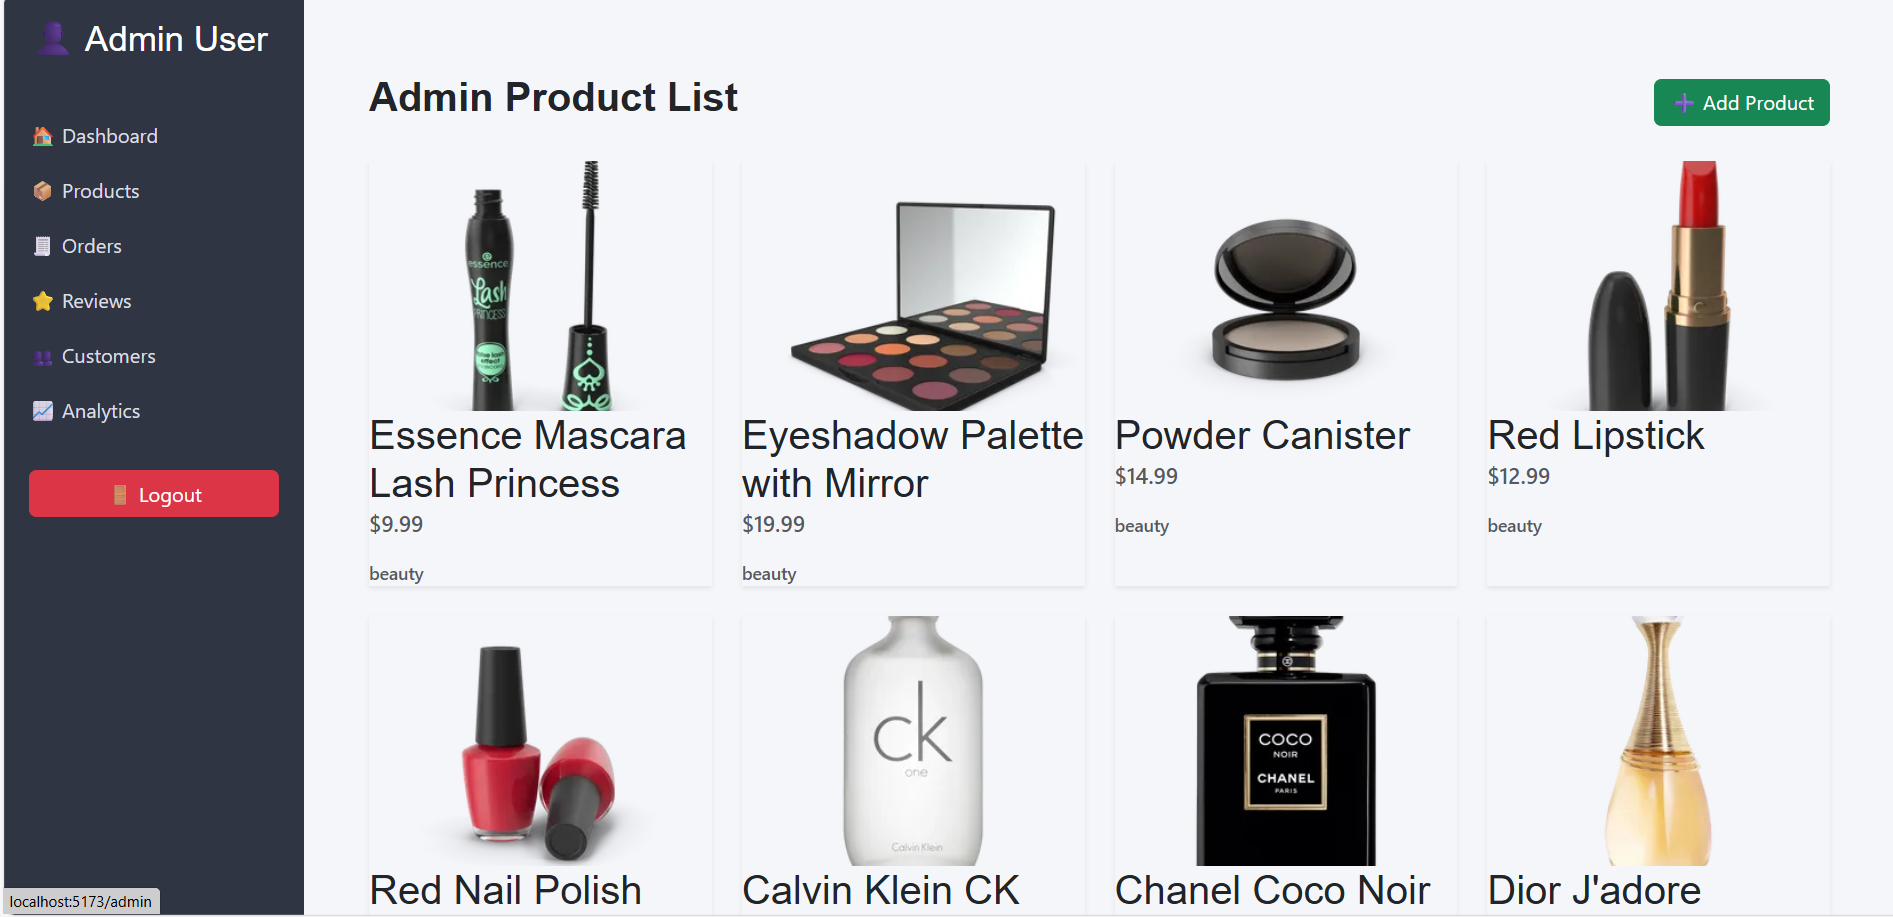 Admin User
Dashboard
Products
Orders
Reviews
Customers
Analytics
Logout
Admin Product List
Add Product
essence
Lash
PRINCESS
false lash
effect
Essence Mascara
Lash Princess
$9.99
beauty
Eyeshadow Palette
with Mirror
$19.99
beauty
Powder Canister
$14.99
beauty
Red Lipstick
$12.99
beauty
Red Nail Polish
ck
one
Calvin Klein
Calvin Klein CK
COCO
NOIR
CHANEL
PARIS
Chanel Coco Noir
Dior J'adore
localhost:5173/admin